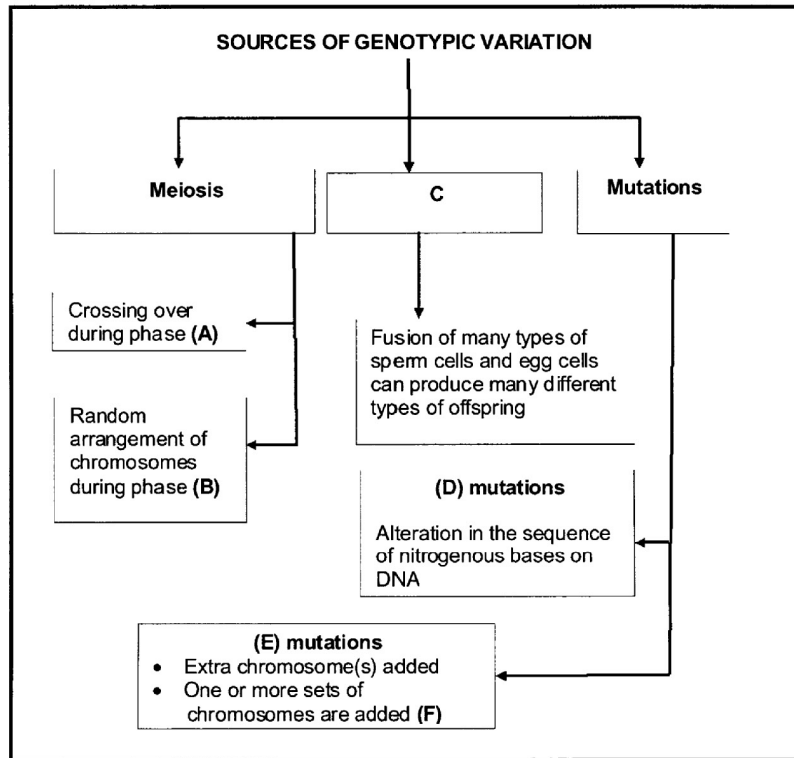 SOURCES OF GENOTYPIC VARIATION
Meiosis
C
Mutations
Crossing over
during phase (A)
Random
arrangement of
chromosomes
during phase (B)
Fusion of many types of
sperm cells and egg cells
can produce many different
types of offspring
(D) mutations
Alteration in the sequence
of nitrogenous bases on
DNA
(E) mutations
• Extra chromosome(s) added
• One or more sets of
chromosomes are added (F)